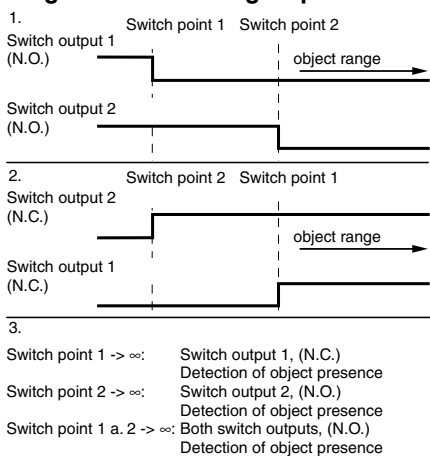 1.
Switch point 1 Switch point 2
Switch output 1
(N.O.)
object range
Switch output 2
(N.O.)
2.
Switch point 2 Switch point 1
Switch output 2
(N.C.)
object range
Switch output 1
(N.C.)
3.
Switch point 1 -> ∞: Switch output 1, (N.C.)
Detection of object presence
Switch point 2 -> ∞: Switch output 2, (N.O.)
Detection of object presence
Switch point 1 a. 2 -> ∞: Both switch outputs, (N.O.)
Detection of object presence